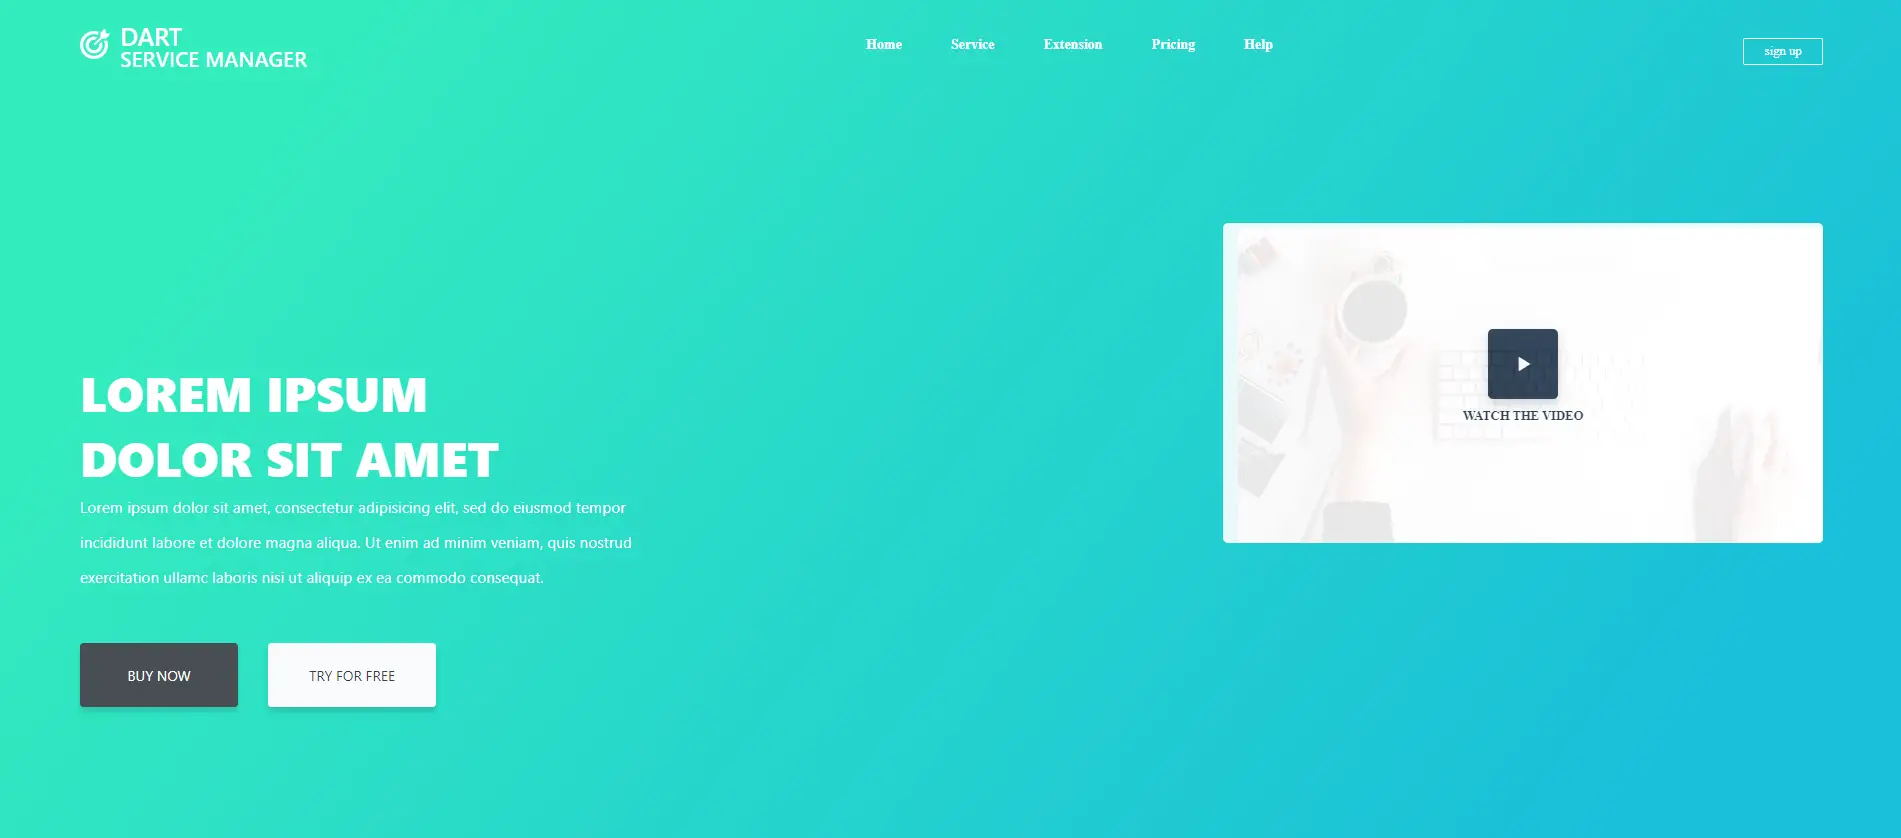 DART
SERVICE MANAGER
Home
Service
Extension
Pricing
Help
sign up
LOREM IPSUM
DOLOR SIT AMET
Lorem ipsum dolor sit amet, consectetur adipisicing elit, sed do eiusmod tempor
incididunt labore et dolore magna aliqua. Ut enim ad minim veniam, quis nostrud
exercitation ullamc laboris nisi ut aliquip ex ea commodo consequat.
BUY NOW
TRY FOR FREE
WATCH THE VIDEO